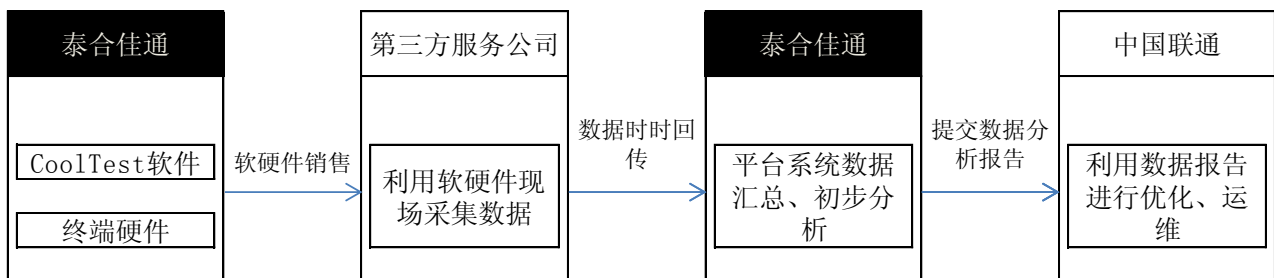 泰合佳通
第三方服务公司
泰合佳通
中国联通
CoolTest软件
终端硬件
软硬件销售
利用软硬件现
场采集数据
数据时时回
传
平台系统数据
汇总、初步分
析
提交数据分
析报告
利用数据报告
进行优化、运
维